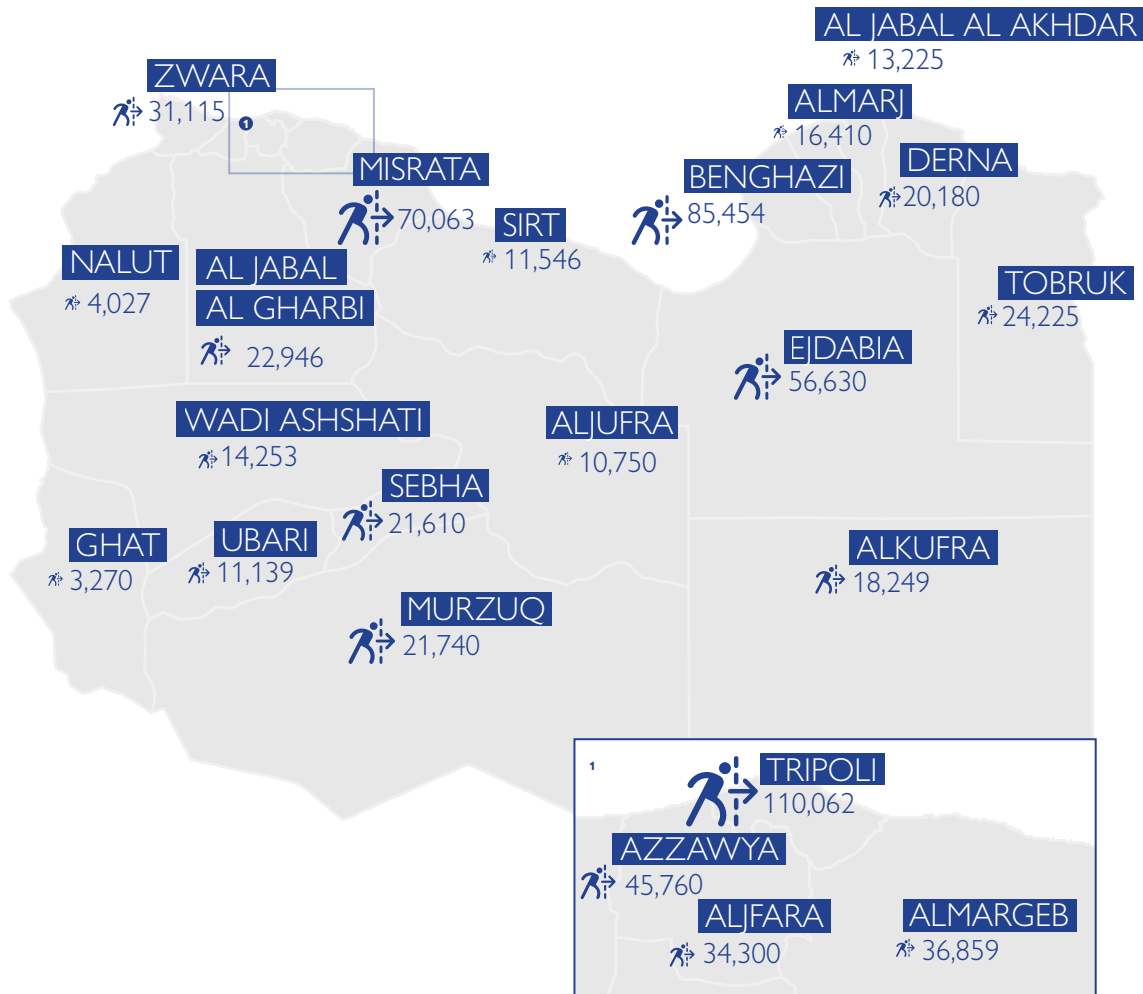 AL JABAL AL AKHDAR
13,225
ZWARA
31,115
1
ALMARJ
16,410
MISRATA
70,063
BENGHAZI
85,454
DERNA
20,180
SIRT
11,546
NALUT
4,027
AL JABAL
AL GHARBI
22,946
TOBRUK
24,225
EJDABIA
56,630
WADI ASHSHATI
14,253
ALJUFRA
10,750
SEBHA
21,610
GHAT
3,270
UBARI
11,139
ALKUFRA
18,249
MURZUQ
21,740
1
TRIPOLI
110,062
AZZAWYA
45,760
ALJFARA
34,300
ALMARGEB
36,859